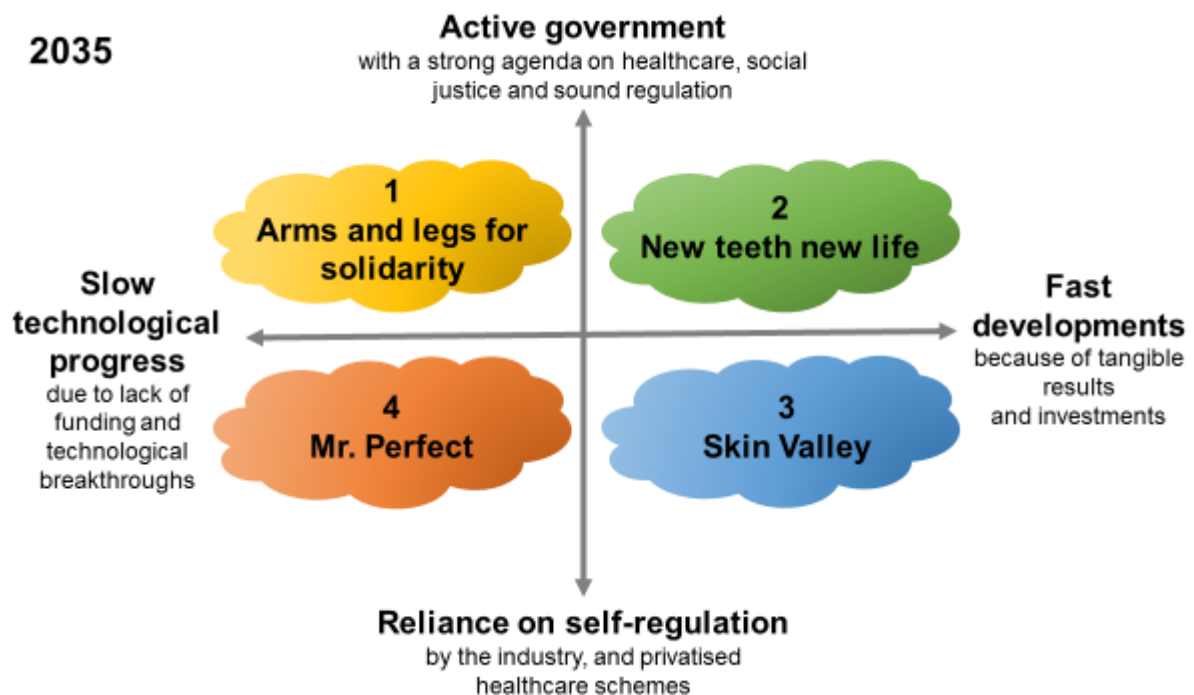 2035
Active government
with a strong agenda on healthcare, social
justice and sound regulation
1
Arms and legs for
solidarity
2
New teeth new life
Slow
technological
progress
due to lack of
funding and
technological
breakthroughs
Fast
developments
because of tangible
results
and investments
4
Mr. Perfect
3
Skin Valley
Reliance on self-regulation
by the industry, and privatised
healthcare schemes